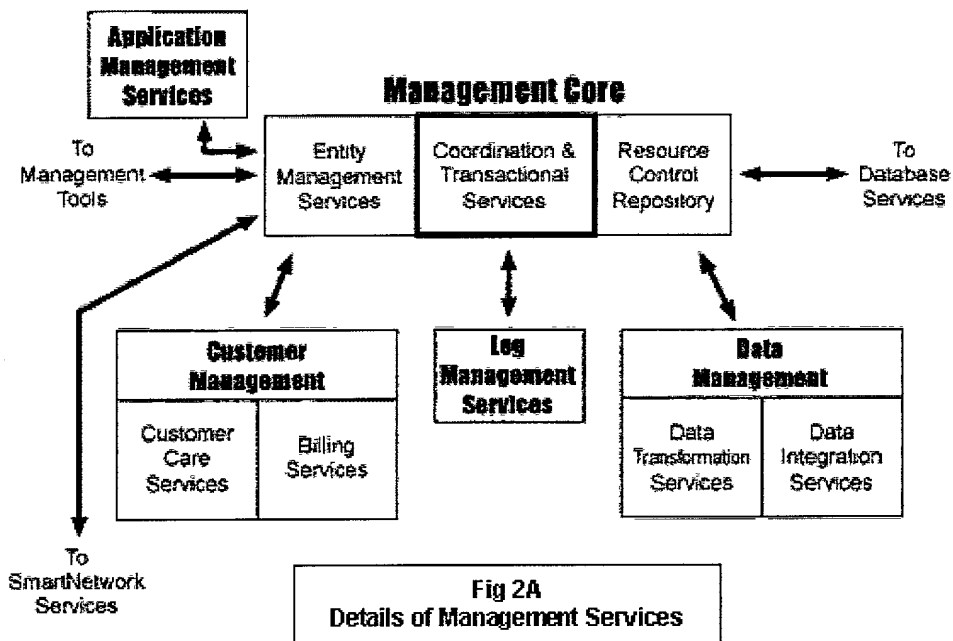 Application
Management
Services
Management Core
To
Management
Tools
Entity
Management
Services
Coordination &
Transactional
Services
Resource
Control
Repository
To
Database
Services
Customer
Management
Customer
Care
Services
Billing
Services
Log
Management
Services
Data
Management
Data
Transformation
Services
Data
Integration
Services
To
SmartNetwork
Services
Fig 2A
Details of Management Services